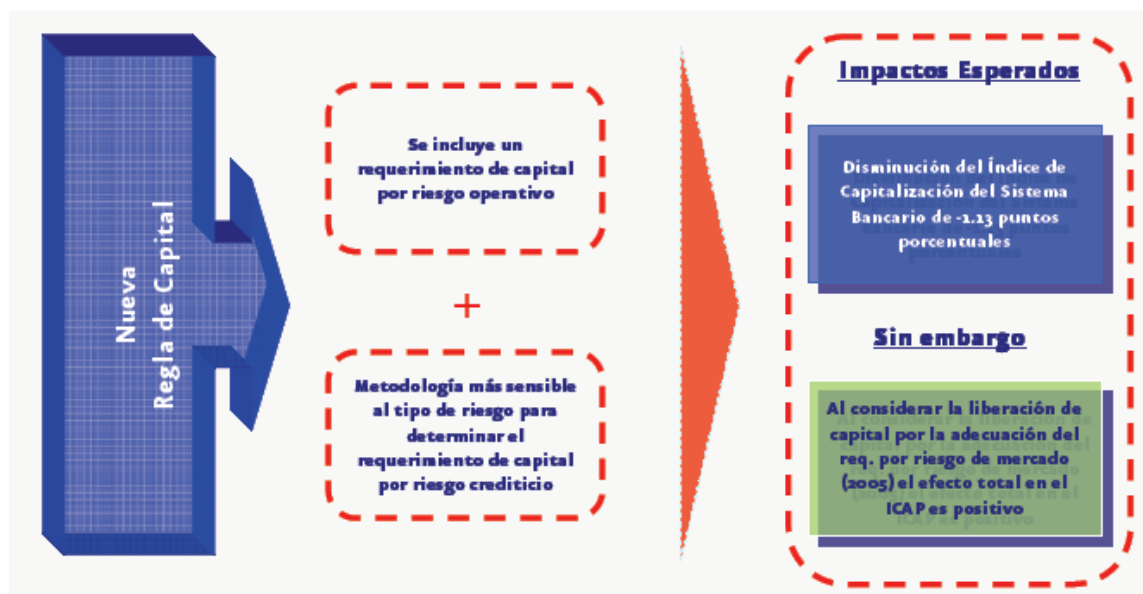 Nueva
Regla de Capital
Se incluye un
requerimiento de capital
por riesgo operativo
+
Metodología más sensible
al tipo de riesgo para
determinar el
requerimiento de capital
por riesgo crediticio
Impactos Esperados
Disminución del Índice de
Capitalización del Sistema
Bancario de -1.13 puntos
porcentuales
Sin embargo
Al considerar la liberación de
capital por la adecuación del
req. por riesgo de mercado
(2005) el efecto total en el
ICAP es positivo